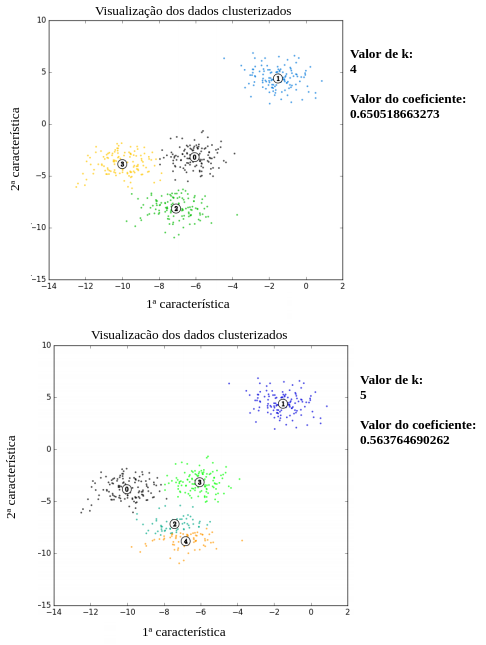 Visualização dos dados clusterizados
10
5
0
−5
−10
−15
−14 −12 −10 −8 −6 −4 −2 0 2
2ª característica
1ª característica
0
1
2
3
Valor de k:
4
Valor do coeficiente:
0.650518663273
Visualizacão dos dados clusterizados
10
5
0
−5
−10
−15
−14 −12 −10 −8 −6 −4 −2 0 2
2ª característica
1ª característica
0
1
2
3
4
Valor de k:
5
Valor do coeficiente:
0.563764690262